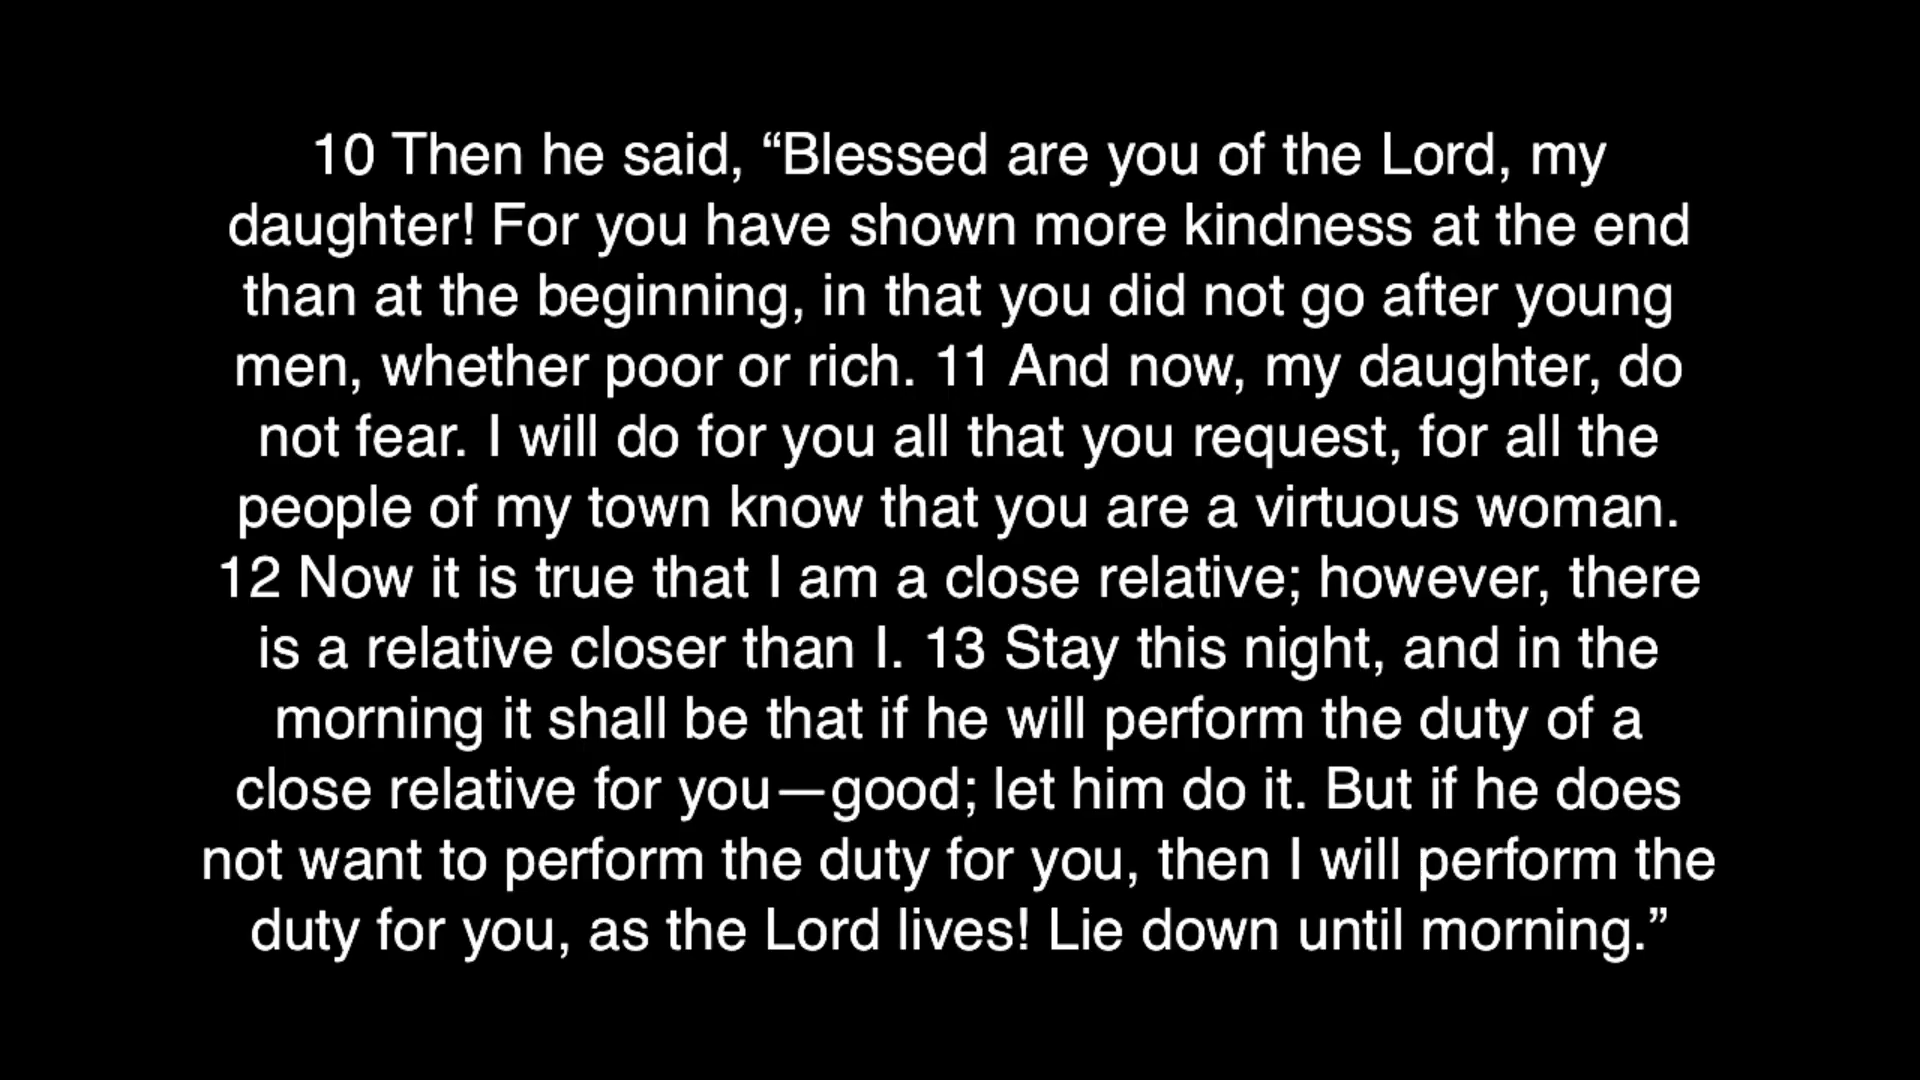 10 Then he said, “Blessed are you of the Lord, my
daughter! For you have shown more kindness at the end
than at the beginning, in that you did not go after young
men, whether poor or rich. 11 And now, my daughter, do
not fear. I will do for you all that you request, for all the
people of my town know that you are a virtuous woman.
12 Now it is true that I am a close relative; however, there
is a relative closer than I. 13 Stay this night, and in the
morning it shall be that if he will perform the duty of a
close relative for you—good; let him do it. But if he does
not want to perform the duty for you, then I will perform the
duty for you, as the Lord lives! Lie down until morning.”